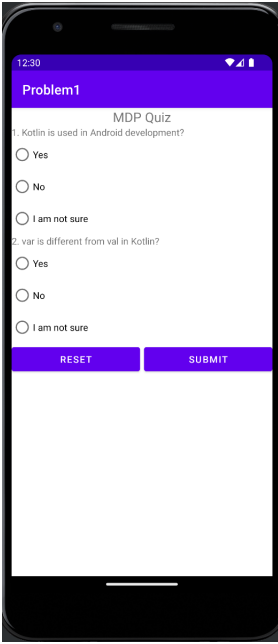 12:30
Problem1
MDP Quiz
1. Kotlin is used in Android development?
Yes
No
I am not sure
2. var is different from val in Kotlin?
Yes
No
I am not sure
RESET SUBMIT